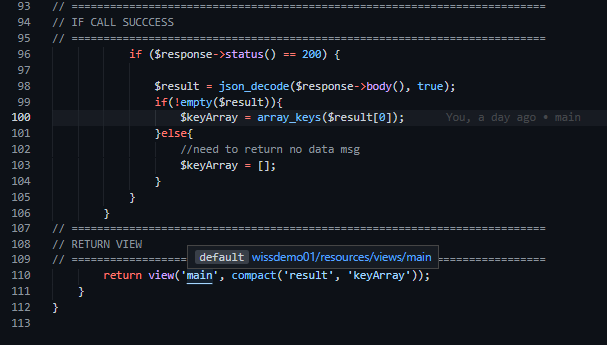 93 // ==========================================================================
94 // IF CALL SUCCCESS
95 // ==========================================================================
96 if ($response->status() == 200) {
97
98 $result = json_decode($response->body(), true);
99 if(!empty($result)){
100 $keyArray = array_keys($result[0]); You, a day ago • main
101 }else{
102 //need to return no data msg
103 $keyArray = [];
104 }
105 }
106 }
107 // ==========================================================================
108 // RETURN VIEW
default wissdemo01/resources/views/main
109 // ==========================================================================
110 return view('main', compact('result', 'keyArray'));
111 }
112 }
113